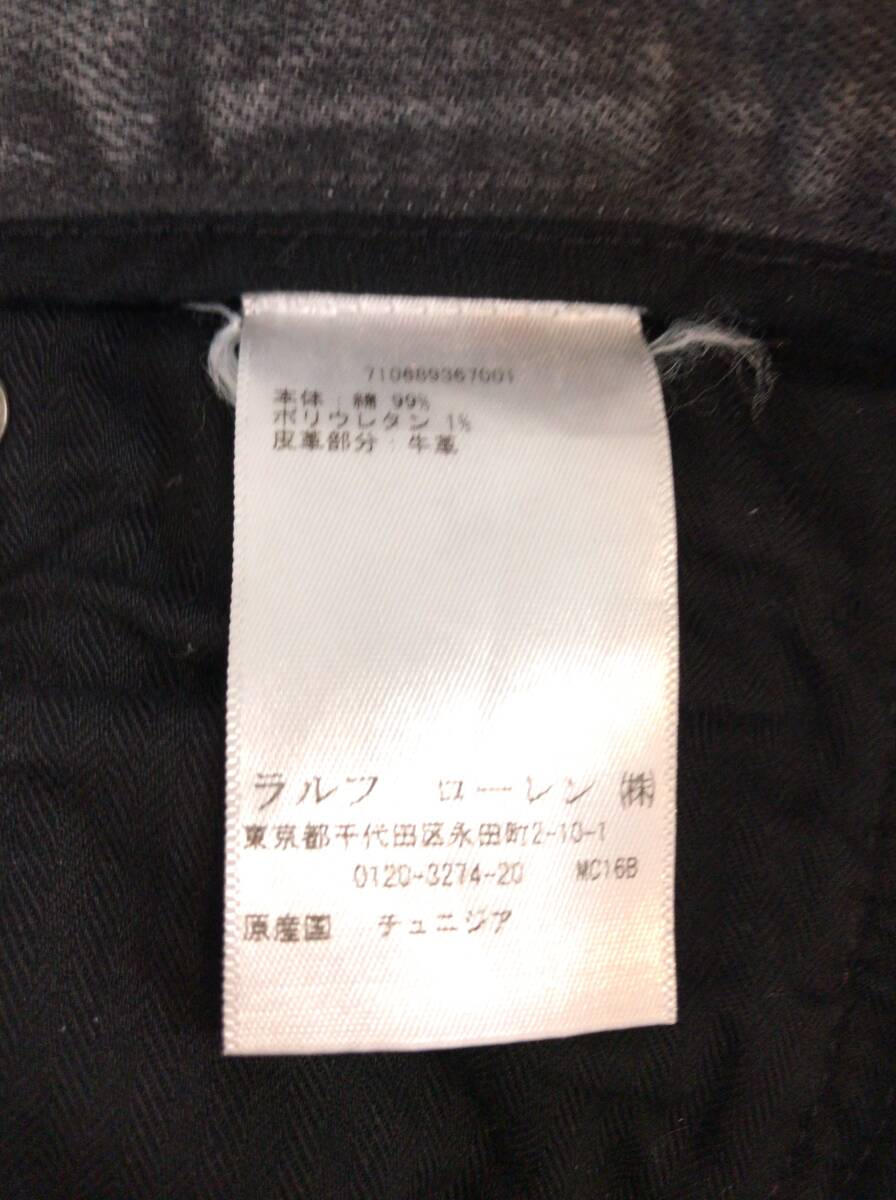 710689367001
本体：綿 99%
ポリウレタン 1%
皮革部分：牛革
ラルフ ローレン ㈱
東京都千代田区永田町2-10-1
0120-3274-20 MC16B
原産国 チュニジア